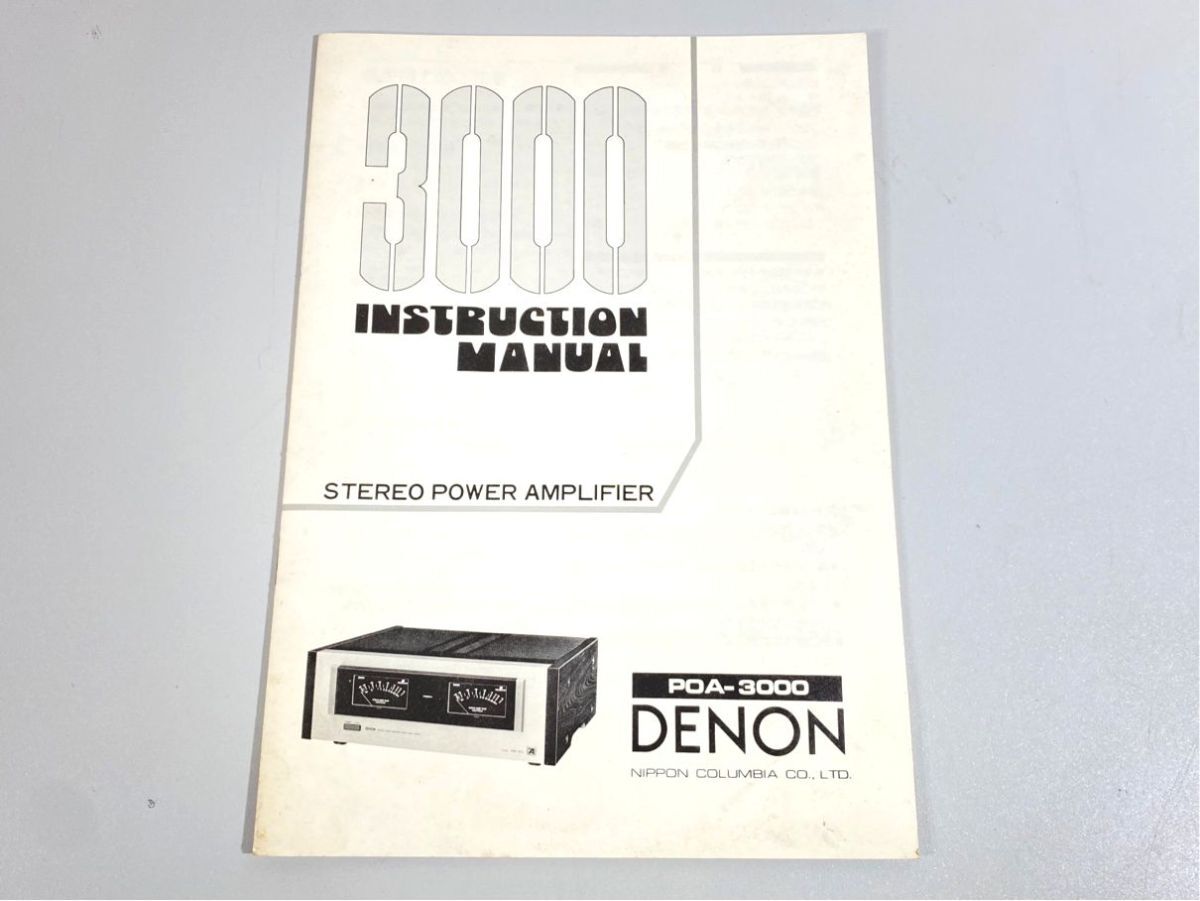 3000
INSTRUCTION
MANUAL
STEREO POWER AMPLIFIER
POA-3000
DENON
NIPPON COLUMBIA CO., LTD.